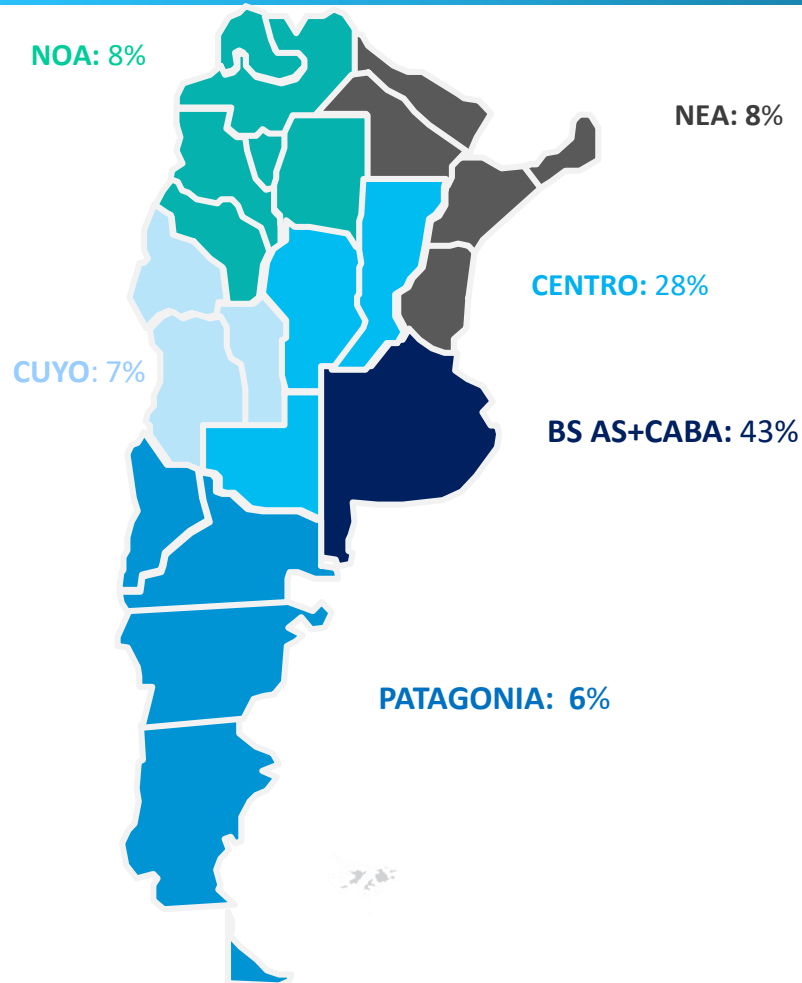 NOA: 8%
NEA: 8%
CENTRO: 28%
CUYO: 7%
BS AS+CABA: 43%
PATAGONIA: 6%